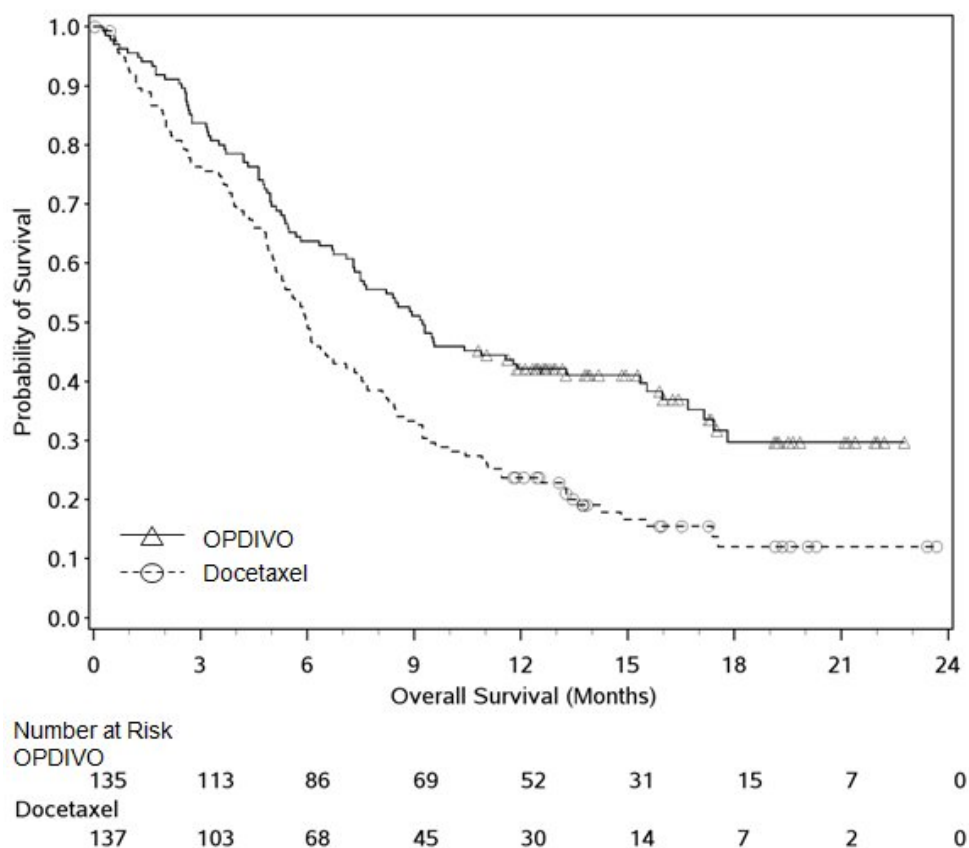 Probability of Survival
1.0
0.9
0.8
0.7
0.6
0.5
0.4
0.3
0.2
0.1
0.0
OPDIVO
Docetaxel
0 3 6 9 12 15 18 21 24
Overall Survival (Months)
Number at Risk
OPDIVO
135 113 86 69 52 31 15 7 0
Docetaxel
137 103 68 45 30 14 7 2 0